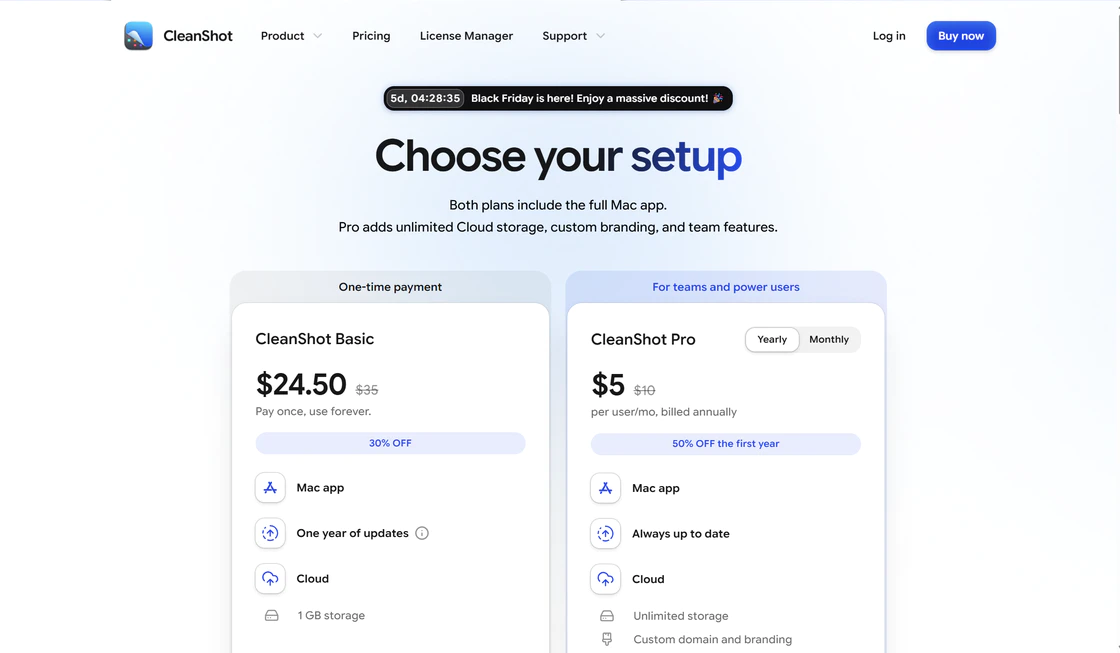 CleanShot
Product
Pricing
License Manager
Support
Log in
Buy now
5d, 04:28:35 Black Friday is here! Enjoy a massive discount! 🎉
Choose your setup
Both plans include the full Mac app.
Pro adds unlimited Cloud storage, custom branding, and team features.
One-time payment
CleanShot Basic
$24.50 $35
Pay once, use forever.
30% OFF
Mac app
One year of updates
Cloud
1 GB storage
For teams and power users
CleanShot Pro
Yearly Monthly
$5 $10
per user/mo, billed annually
50% OFF the first year
Mac app
Always up to date
Cloud
Unlimited storage
Custom domain and branding